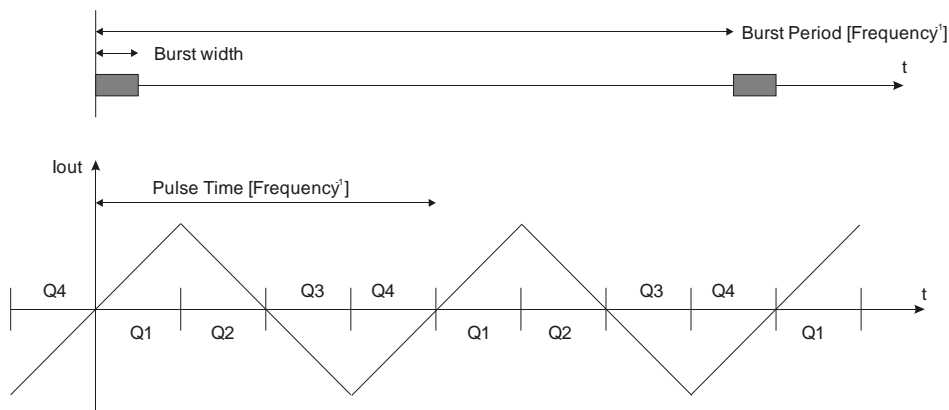 Burst Period [Frequency⁻¹]
Burst width
t
Iout
Pulse Time [Frequency⁻¹]
Q4 Q3 Q4 Q3 Q4 t
Q1 Q2 Q1 Q2 Q1